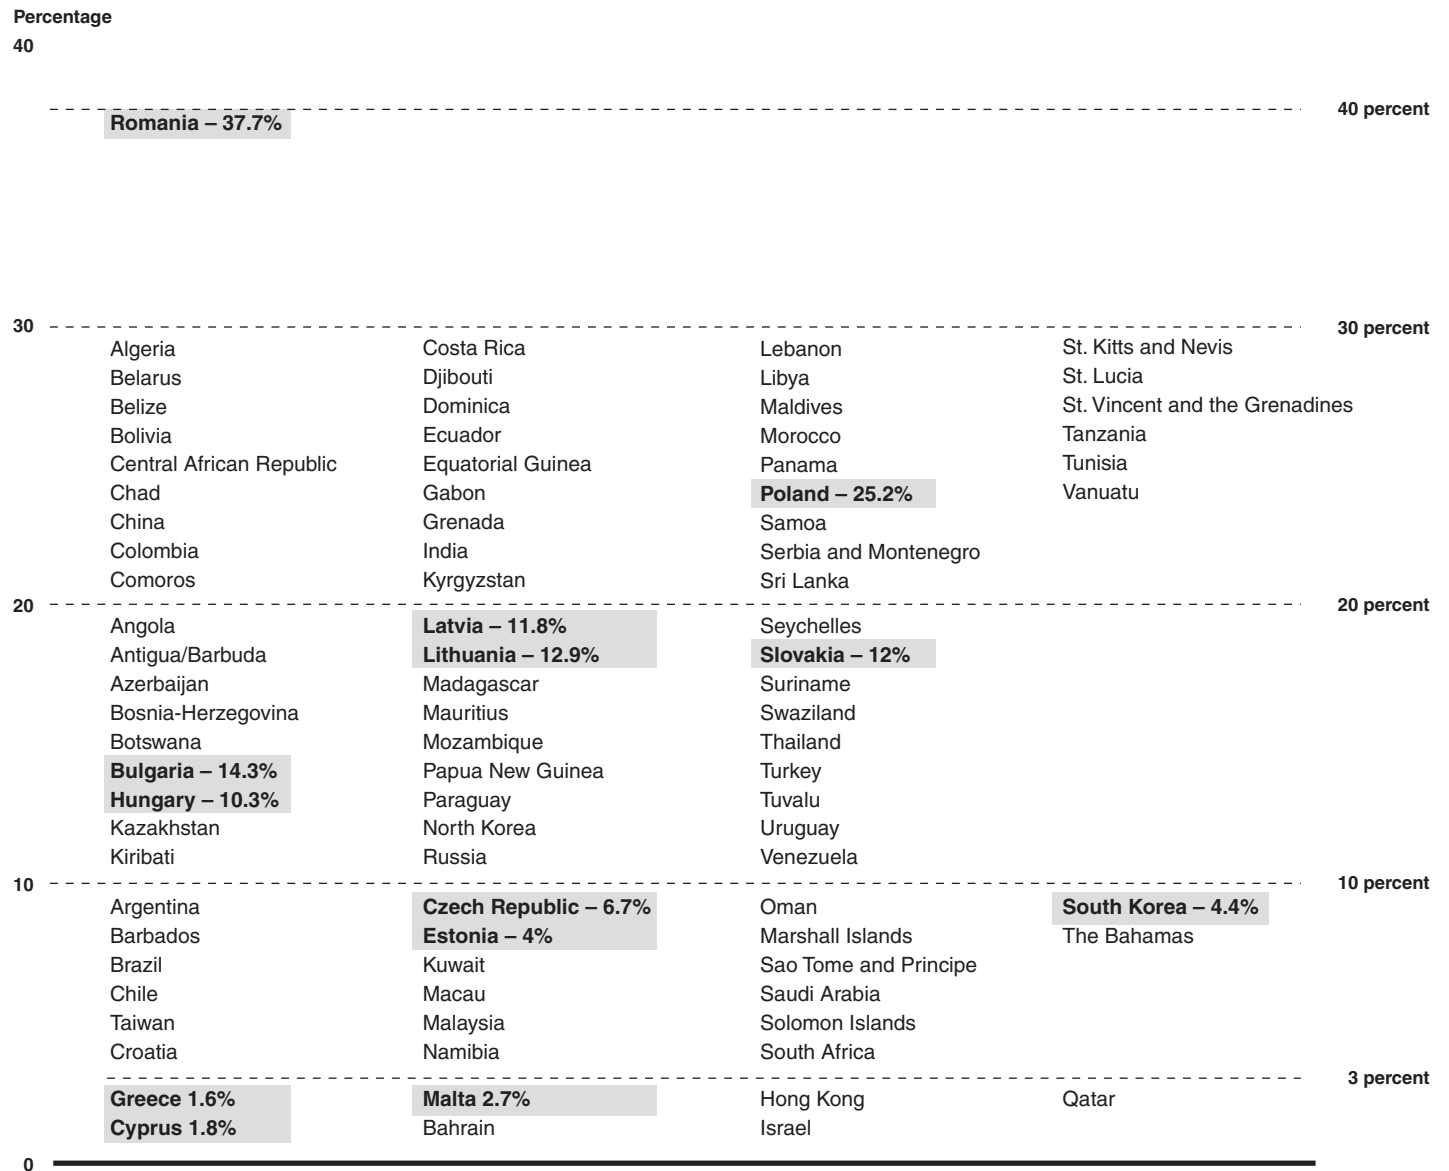 Percentage
40
40 percent
Romania – 37.7%
30
30 percent
Algeria
Belarus
Belize
Bolivia
Central African Republic
Chad
China
Colombia
Comoros
Costa Rica
Djibouti
Dominica
Ecuador
Equatorial Guinea
Gabon
Grenada
India
Kyrgyzstan
Lebanon
Libya
Maldives
Morocco
Panama
Poland – 25.2%
Samoa
Serbia and Montenegro
Sri Lanka
St. Kitts and Nevis
St. Lucia
St. Vincent and the Grenadines
Tanzania
Tunisia
Vanuatu
20
20 percent
Angola
Antigua/Barbuda
Azerbaijan
Bosnia-Herzegovina
Botswana
Bulgaria – 14.3%
Hungary – 10.3%
Kazakhstan
Kiribati
Latvia – 11.8%
Lithuania – 12.9%
Madagascar
Mauritius
Mozambique
Papua New Guinea
Paraguay
North Korea
Russia
Seychelles
Slovakia – 12%
Suriname
Swaziland
Thailand
Turkey
Tuvalu
Uruguay
Venezuela
10
10 percent
Argentina
Barbados
Brazil
Chile
Taiwan
Croatia
Czech Republic – 6.7%
Estonia – 4%
Kuwait
Macau
Malaysia
Namibia
Oman
Marshall Islands
Sao Tome and Principe
Saudi Arabia
Solomon Islands
South Africa
South Korea – 4.4%
The Bahamas
3 percent
Greece 1.6%
Cyprus 1.8%
Malta 2.7%
Bahrain
Hong Kong
Israel
Qatar
0